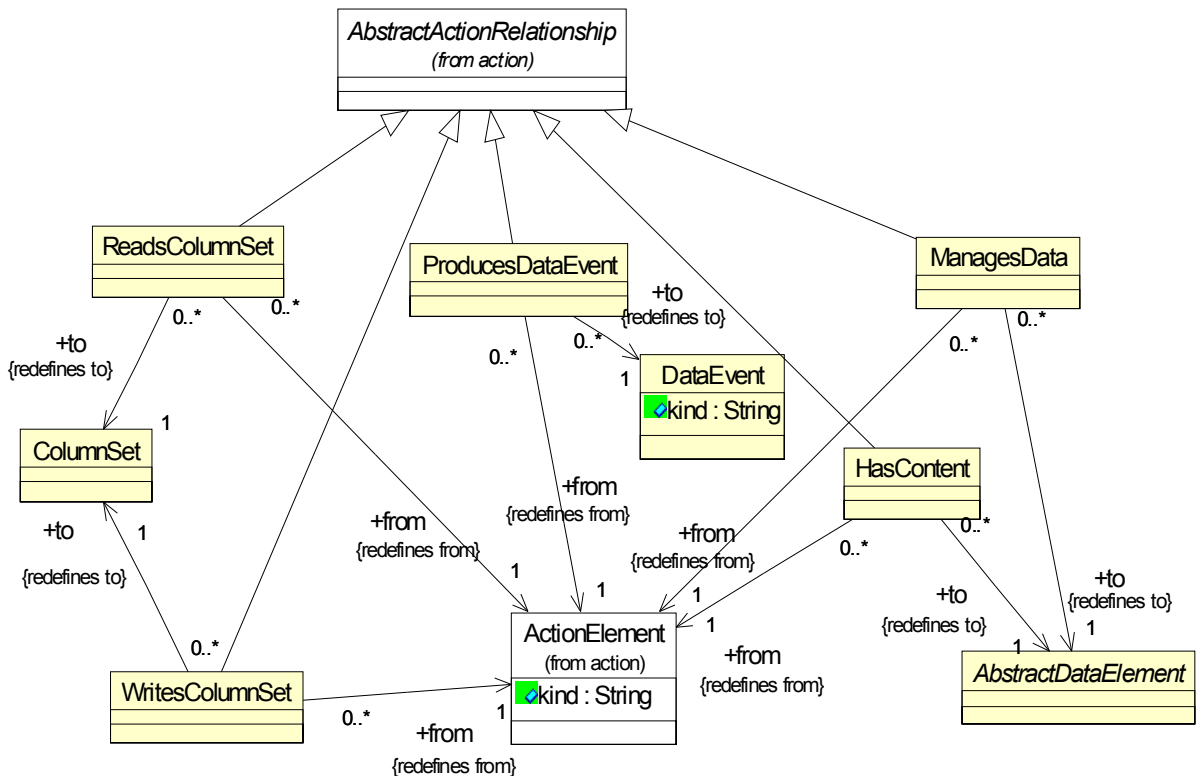 AbstractActionRelationship
(from action)
ReadsColumnSet
ProducesDataEvent
ManagesData
0..*
0..*
+to
{redefines to}
0..*
0..*
+to
{redefines to}
0..*
0..*
1
DataEvent
kind : String
1
ColumnSet
HasContent
+to
1
{redefines to}
+from
{redefines from}
+from
{redefines from}
+from
{redefines from}
0..*
0..*
1
1
1
1
+to
{redefines to}
+to
{redefines to}
1
1
0..*
ActionElement
(from action)
kind : String
+from
{redefines from}
AbstractDataElement
WritesColumnSet
0..*
1
+from
{redefines from}